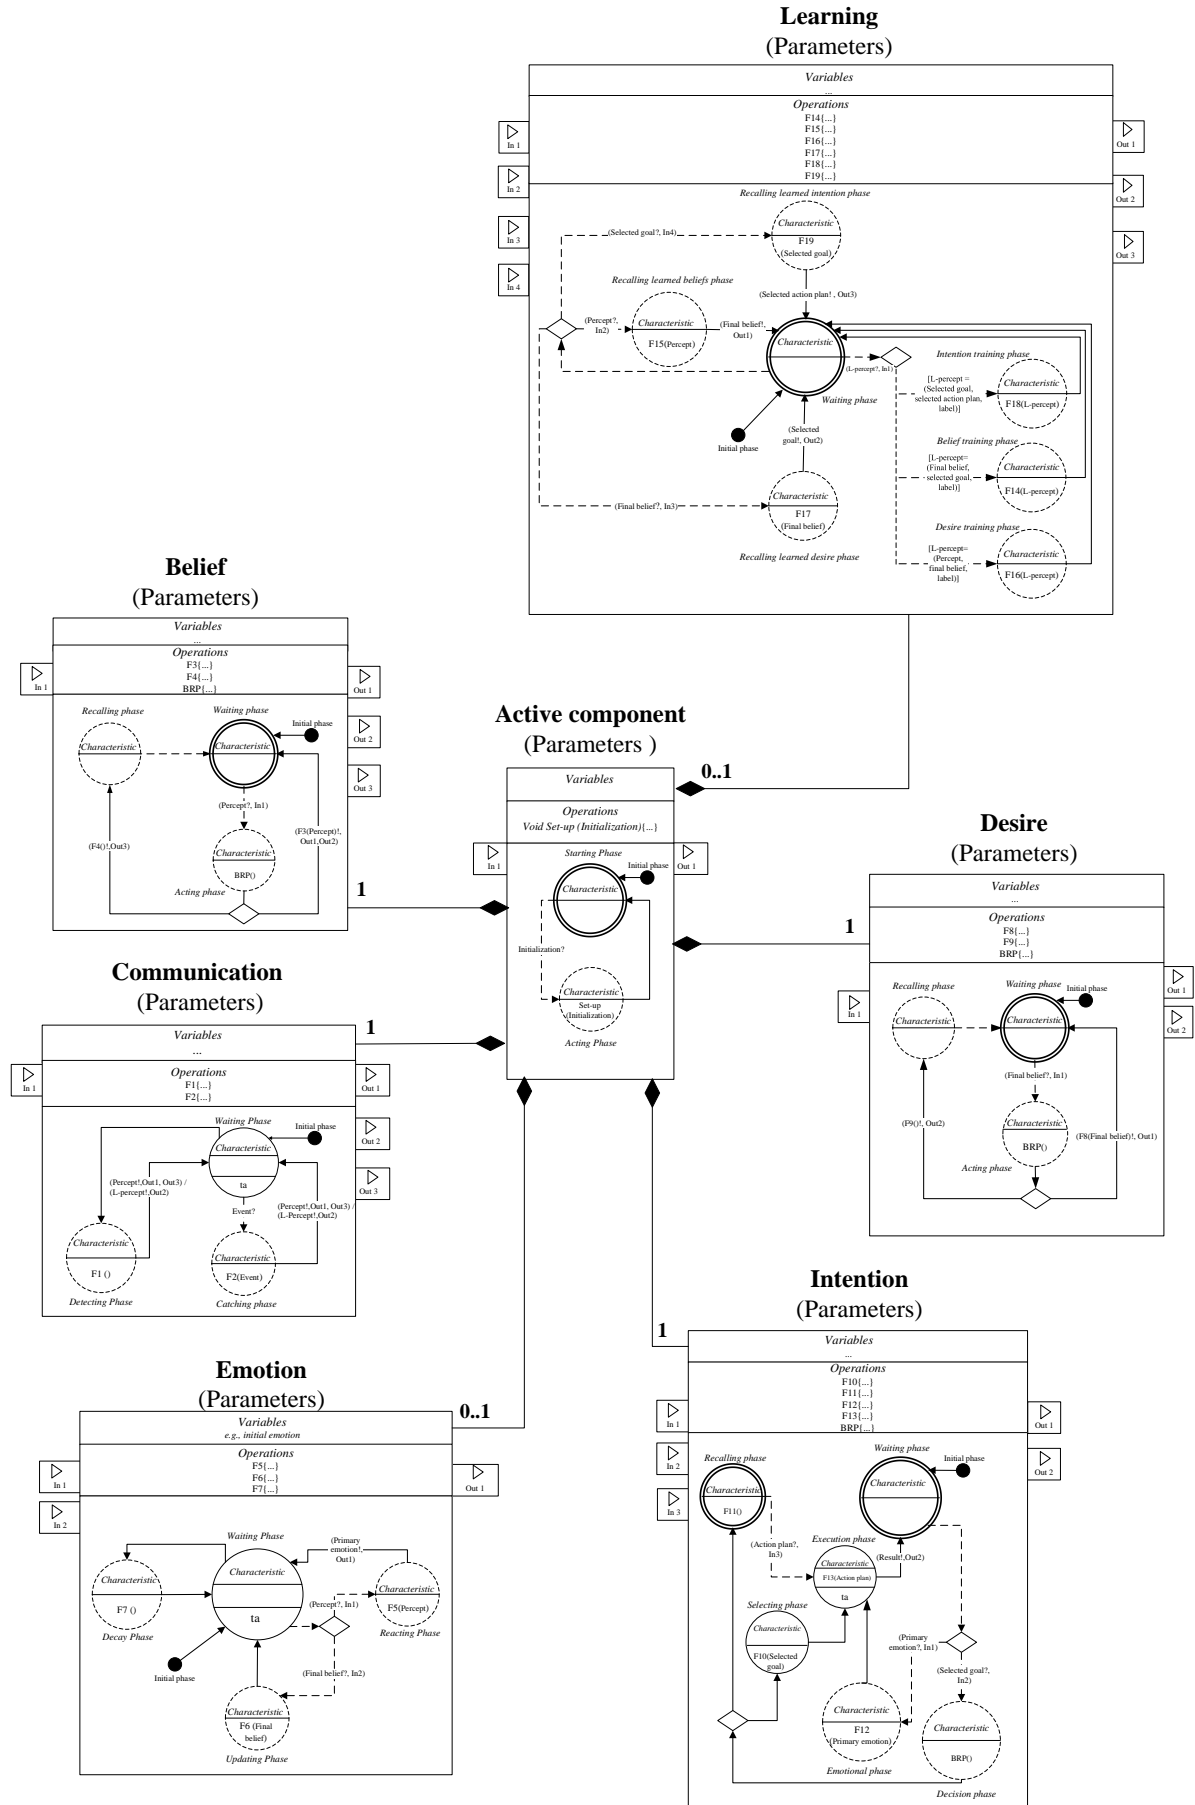 Learning
(Parameters)
Variables
...
Operations
F14{...}
F15{...}
F16{...}
F17{...}
F18{...}
F19{...}
In 1
In 2
In 3
In 4
Out 1
Out 2
Out 3
Recalling learned intention phase
Characteristic
F19
(Selected goal)
(Selected goal?, In4)
(Selected action plan! , Out3)
Recalling learned beliefs phase
Characteristic
F15(Percept)
(Percept?,
In2)
(Final belief!,
Out1)
Characteristic
Waiting phase
(L-percept?, In1)
Initial phase
Intention training phase
[L-percept =
(Selected goal,
selected action plan,
label)]
Characteristic
F18(L-percept)
Belief training phase
[L-percept=
(Final belief,
selected goal,
label)]
Characteristic
F14(L-percept)
Desire training phase
[L-percept=
(Percept,
final belief,
label)]
Characteristic
F16(L-percept)
(Selected
goal!, Out2)
(Final belief?, In3)
Characteristic
F17
(Final belief)
Recalling learned desire phase
Belief
(Parameters)
Variables
...
Operations
F3{...}
F4{...}
BRP{...}
In 1
Out 1
Out 2
Out 3
Recalling phase
Waiting phase
Initial phase
Characteristic
Characteristic
(Percept?, In1)
(F4()!,Out3)
(F3(Percept)!,
Out1,Out2)
Characteristic
BRP()
Acting phase
1
Active component
(Parameters )
Variables
Operations
Void Set-up (Initialization){...}
In 1
Out 1
Starting Phase
Initial phase
Characteristic
Initialization?
Characteristic
Set-up
(Initialization)
Acting Phase
0..1
Desire
(Parameters)
1
Variables
...
Operations
F8{...}
F9{...}
BRP{...}
In 1
Out 1
Out 2
Recalling phase
Waiting phase
Initial phase
Characteristic
Characteristic
(Final belief?, In1)
(F9()!, Out2)
(F8(Final belief)!, Out1)
Characteristic
BRP()
Acting phase
Communication
(Parameters)
1
Variables
...
Operations
F1{...}
F2{...}
In 1
Out 1
Out 2
Out 3
Waiting Phase
Initial phase
Characteristic
ta
(Percept!,Out1, Out3) /
(L-percept!,Out2)
Event?
(Percept!,Out1, Out3) /
(L-Percept!,Out2)
Characteristic
F1 ()
Detecting Phase
Characteristic
F2(Event)
Catching phase
Emotion
(Parameters)
0..1
Variables
e.g., initial emotion
Operations
F5{...}
F6{...}
F7{...}
In 1
In 2
Out 1
Waiting Phase
(Primary
emotion!,
Out1)
Characteristic
ta
Characteristic
F7 ()
Decay Phase
(Percept?, In1)
Characteristic
F5(Percept)
Reacting Phase
Initial phase
(Final belief?, In2)
Characteristic
F6 (Final
belief)
Updating Phase
Intention
(Parameters)
1
Variables
...
Operations
F10{...}
F11{...}
F12{...}
F13{...}
BRP{...}
In 1
In 2
In 3
Out 1
Out 2
Recalling phase
Characteristic
F11()
Waiting phase
Initial phase
Characteristic
(Action plan?,
In3)
Execution phase
Characteristic
F13(Action plan)
ta
(Result!,Out2)
Selecting phase
Characteristic
F10(Selected
goal)
(Primary
emotion?, In1)
(Selected goal?,
In2)
Characteristic
F12
(Primary emotion)
Emotional phase
Characteristic
BRP()
Decision phase